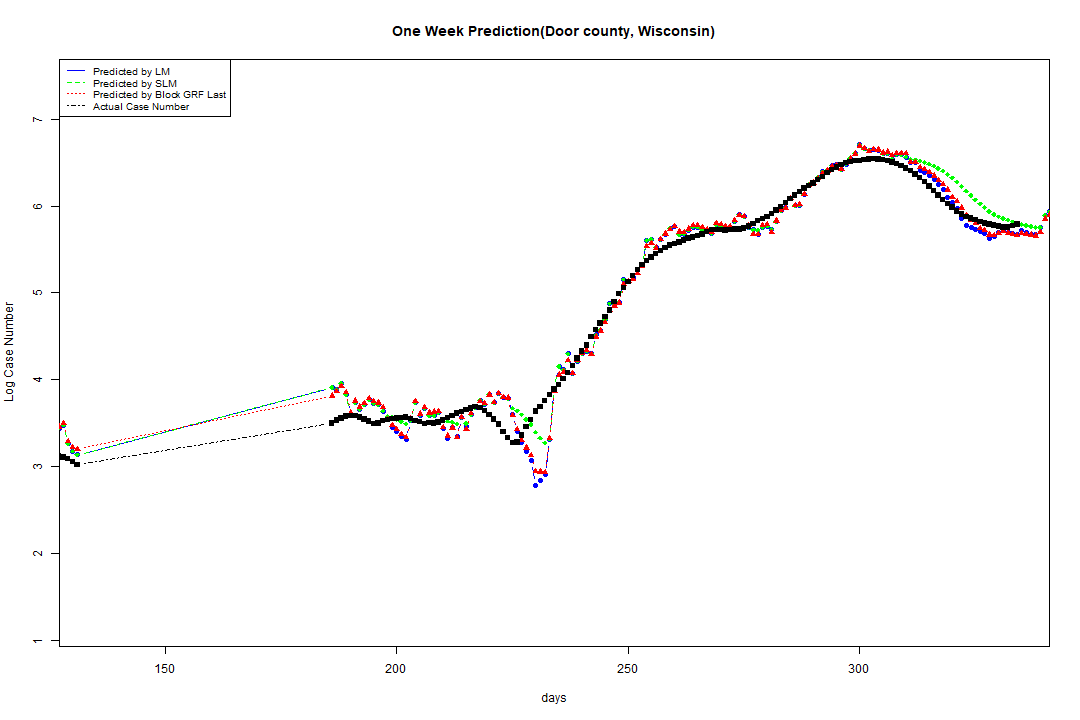 One Week Prediction(Door county, Wisconsin)
Predicted by LM
Predicted by SLM
Predicted by Block GRF Last
Actual Case Number
7
6
5
4
3
2
1
Log Case Number
150 200 250 300
days